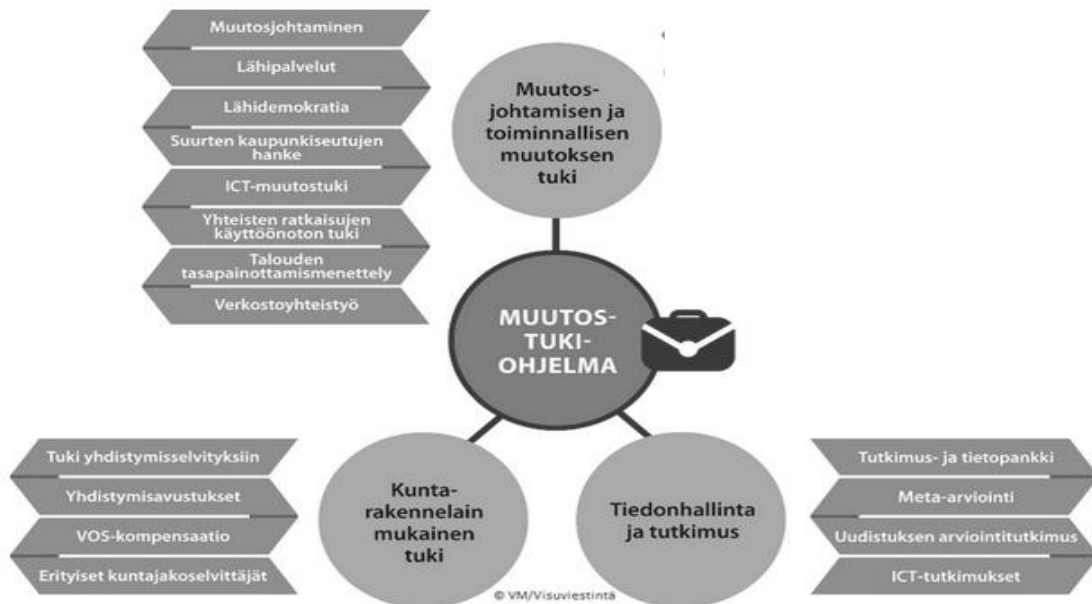 Muutosjohtaminen
Lähipalvelut
Lähidemokratia
Suurten kaupunkiseutujen
hanke
ICT-muutostuki
Yhteisten ratkaisujen
käyttöönoton tuki
Talouden
tasapainottamismenettely
Verkostoyhteistyö
Muutos-
johtamisen ja
toiminnallisen
muutoksen
tuki
MUUTOS-
TUKI-
OHJELMA
Tuki yhdistymisselvityksiin
Yhdistymisavustukset
VOS-kompensaatio
Erityiset kuntajakoselvittäjät
Kunta-
rakennelain
mukainen
tuki
Tiedonhallinta
ja tutkimus
Tutkimus- ja tietopankki
Meta-arviointi
Uudistuksen arviointitutkimus
ICT-tutkimukset
© VM/Visuviestintä